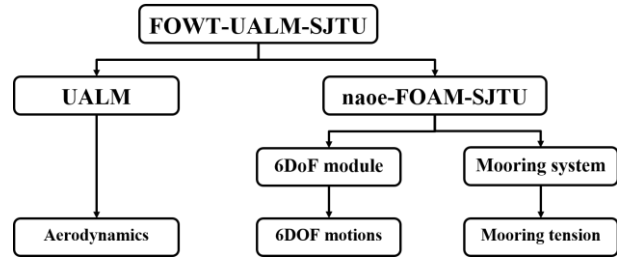 FOWT-UALM-SJTU
UALM
naoe-FOAM-SJTU
6DoF module
Mooring system
Aerodynamics
6DOF motions
Mooring tension